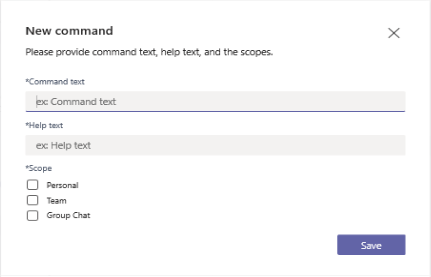 New command
Please provide command text, help text, and the scopes.
*Command text
ex: Command text
*Help text
ex: Help text
*Scope
Personal
Team
Group Chat
Save